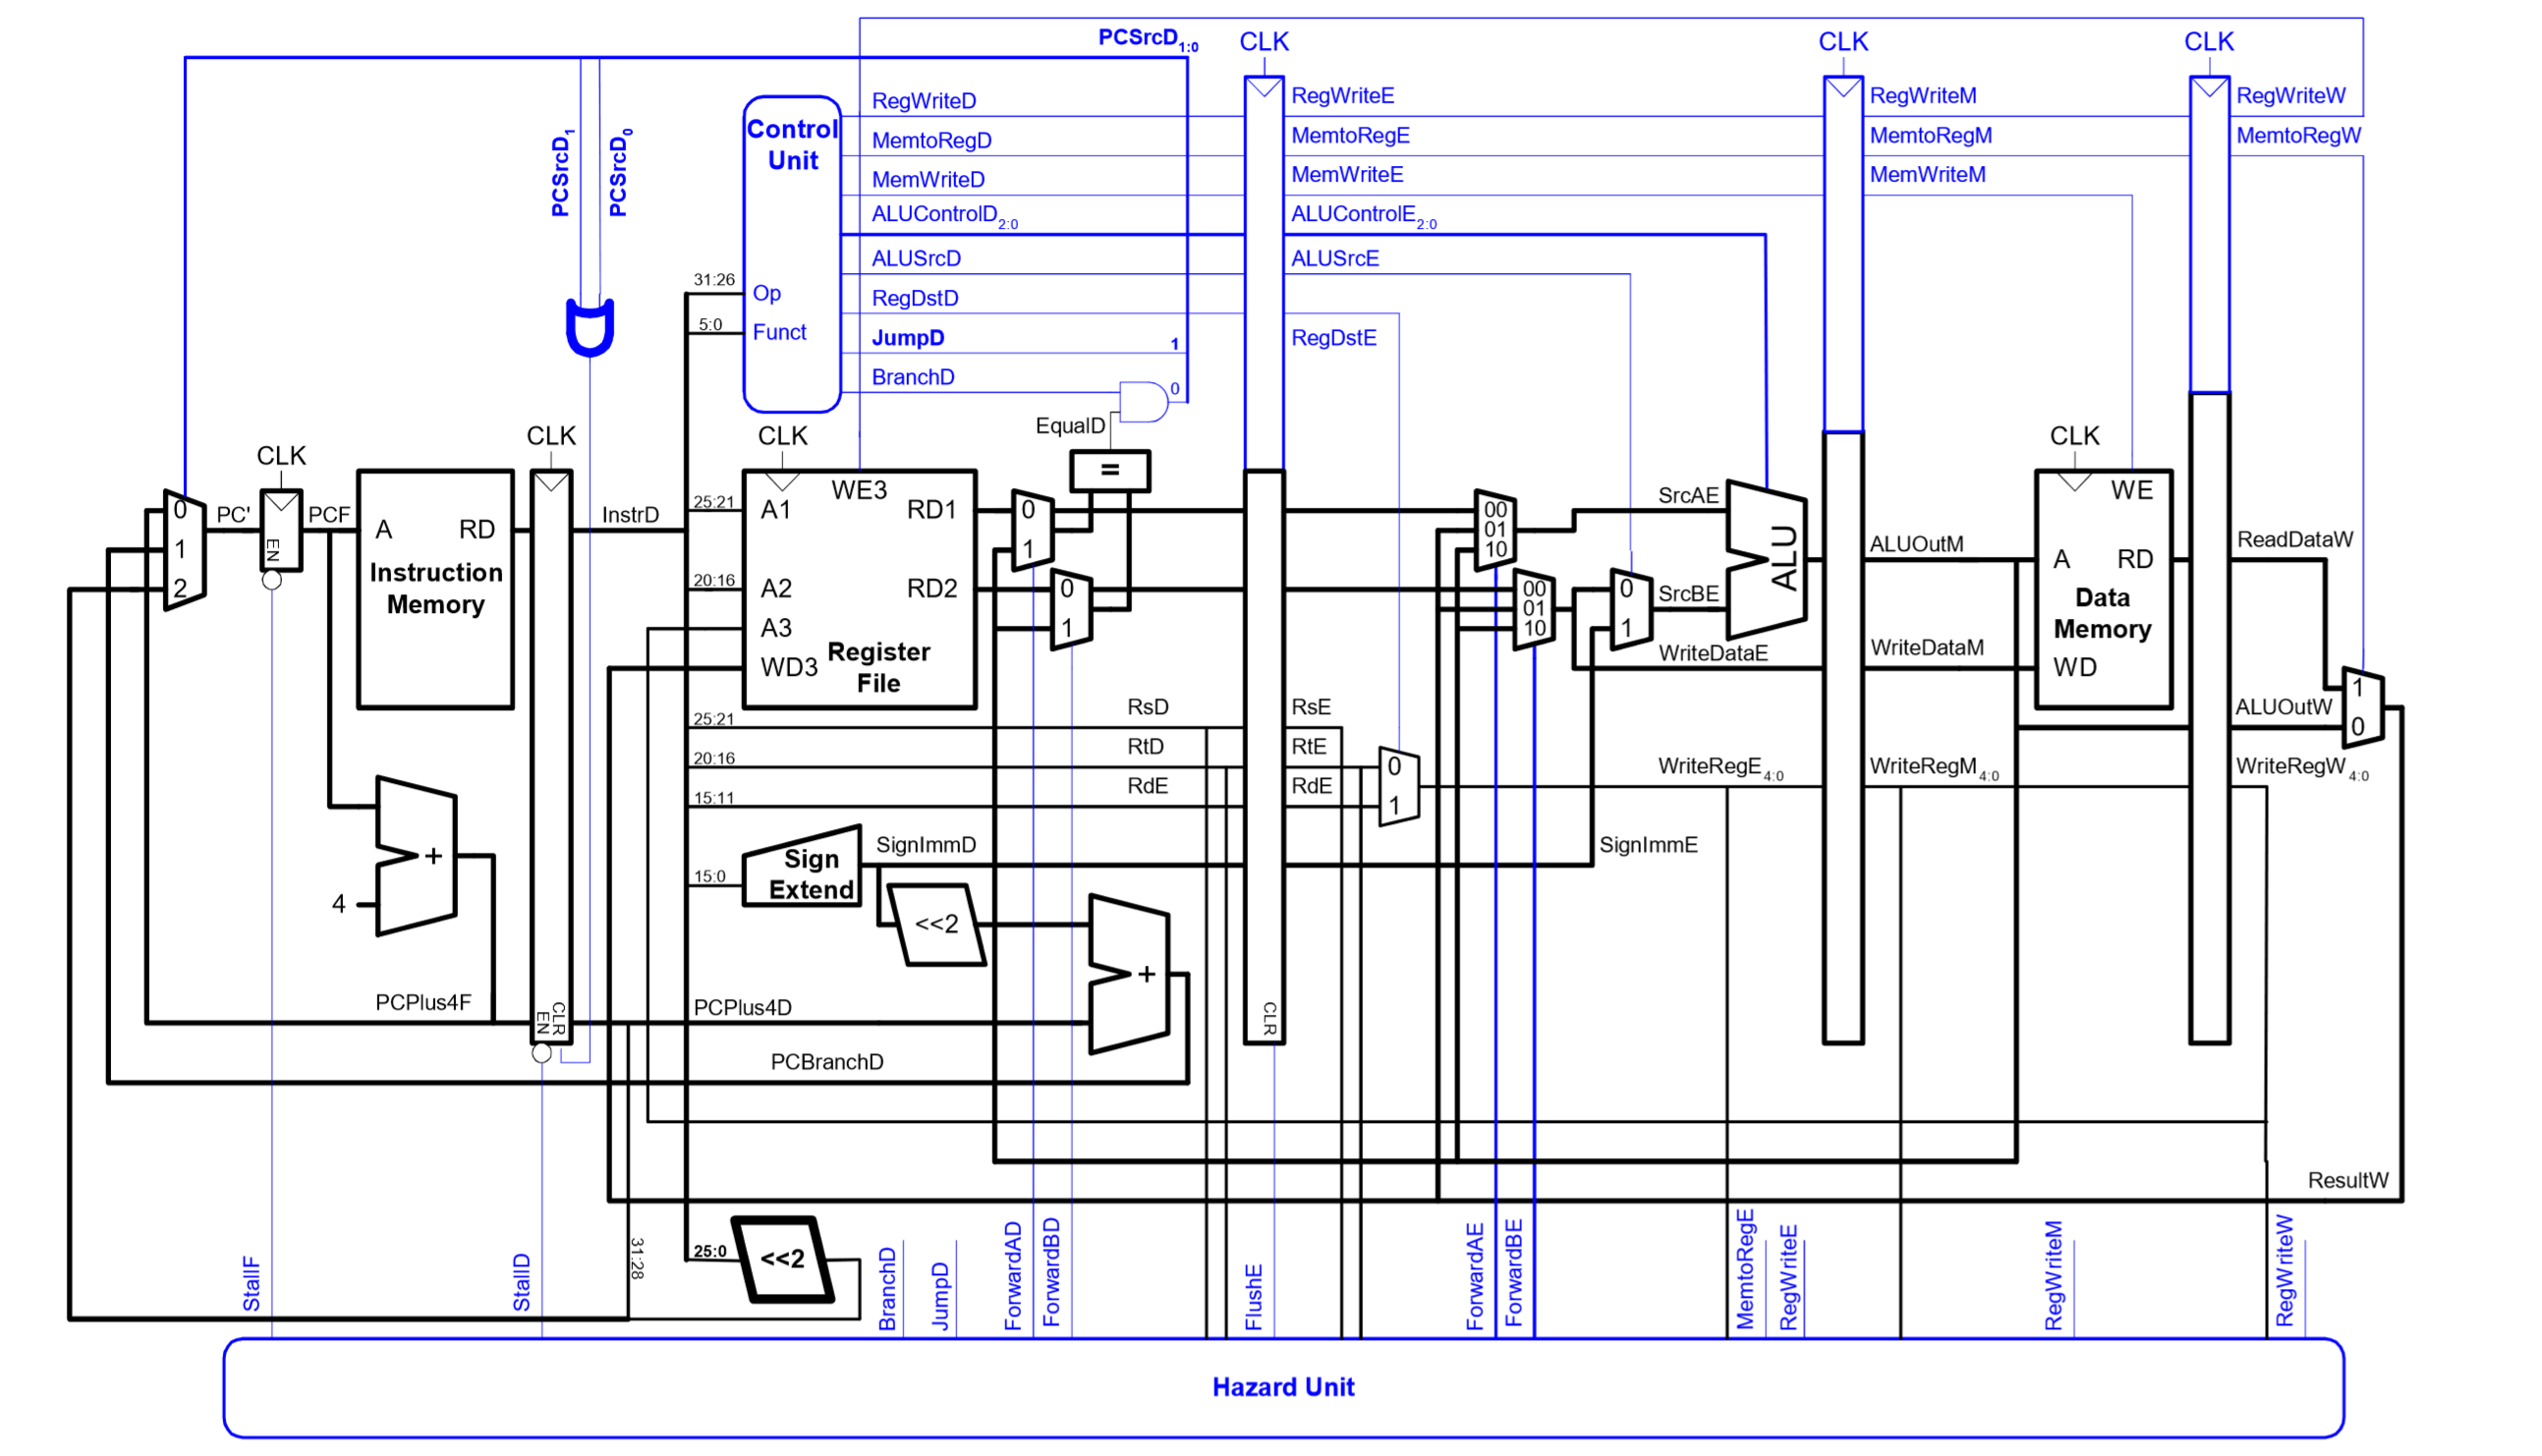 PCSrcD1:0
CLK
CLK
CLK
RegWriteD
RegWriteE
RegWriteM
RegWriteW
Control
Unit
MemtoRegD
MemtoRegE
MemtoRegM
MemtoRegW
PCSrcD1
PCSrcD0
MemWriteD
MemWriteE
MemWriteM
ALUControlD2:0
ALUControlE2:0
ALUSrcD
ALUSrcE
31:26
Op
RegDstD
5:0
Funct
JumpD
1
RegDstE
BranchD
0
EqualD
CLK
CLK
CLK
CLK
=
0
1
2
PC'
EN
PCF
A
RD
Instruction
Memory
InstrD
25:21
A1
WE3
RD1
20:16
A2
RD2
A3
WD3
Register
File
0
1
0
1
00
01
10
00
01
10
SrcAE
0
1
SrcBE
ALU
ALUOutM
WE
A
RD
Data
Memory
WD
ReadDataW
WriteDataE
WriteDataM
1
0
ALUOutW
25:21
RsD
RsE
20:16
RtD
RtE
15:11
RdE
RdE
0
1
WriteRegE4:0
WriteRegM4:0
WriteRegW4:0
+
4
15:0
Sign
Extend
SignImmD
SignImmE
<<2
+
PCPlus4F
EN
CLR
PCPlus4D
CLR
PCBranchD
ResultW
31:28
25:0
<<2
StallF
StallD
BranchD
JumpD
ForwardAD
ForwardBD
FlushE
ForwardAE
ForwardBE
MemtoRegE
RegWriteE
RegWriteM
RegWriteW
Hazard Unit